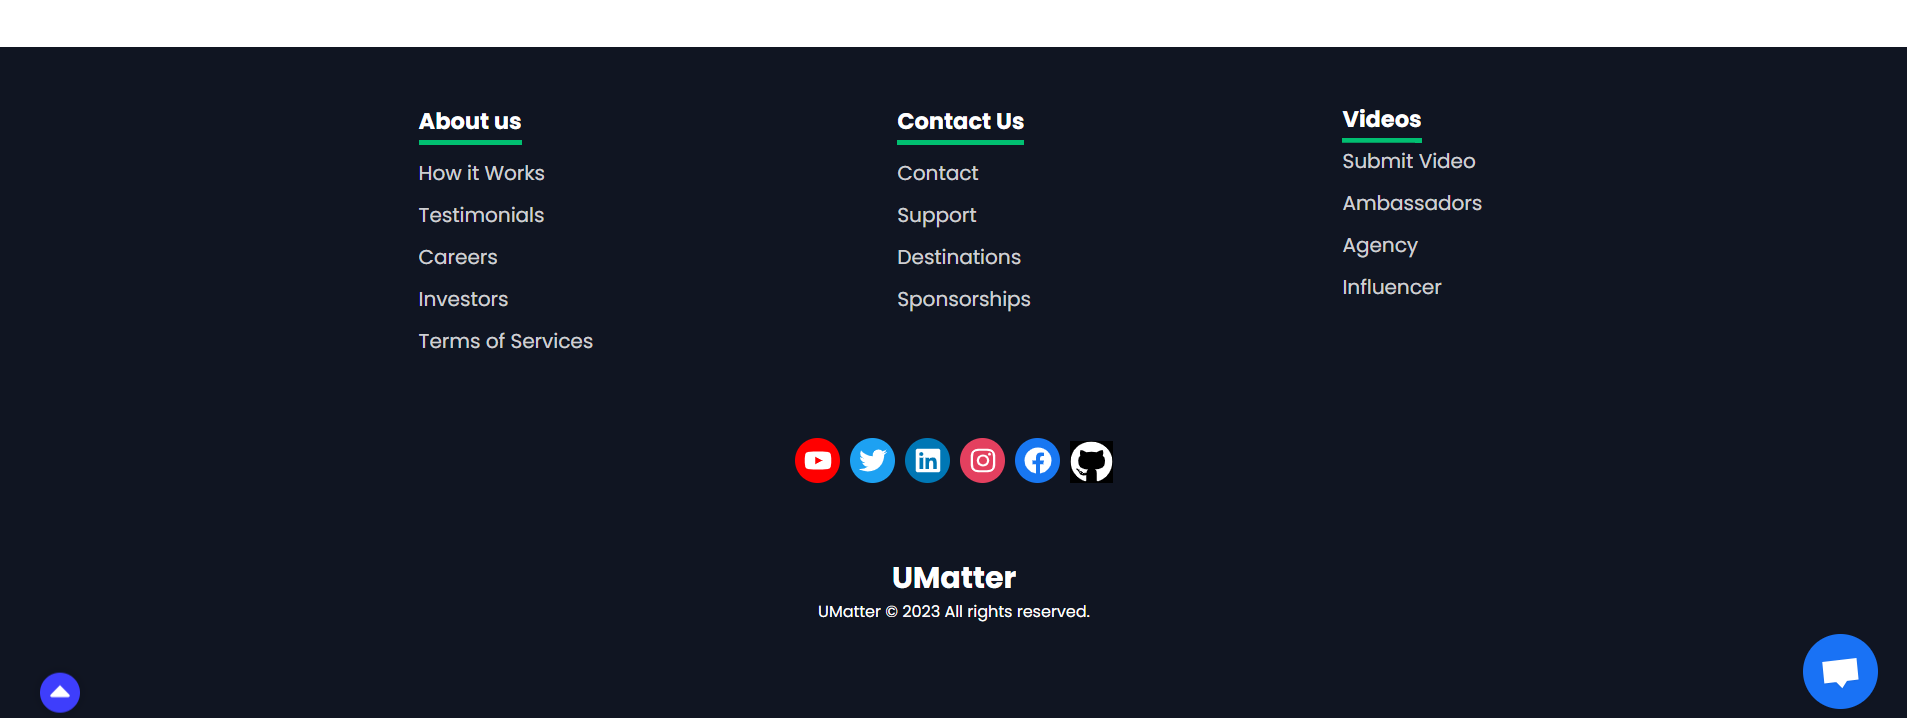 About us
How it Works
Testimonials
Careers
Investors
Terms of Services
Contact Us
Contact
Support
Destinations
Sponsorships
Videos
Submit Video
Ambassadors
Agency
Influencer
UMatter
UMatter © 2023 All rights reserved.